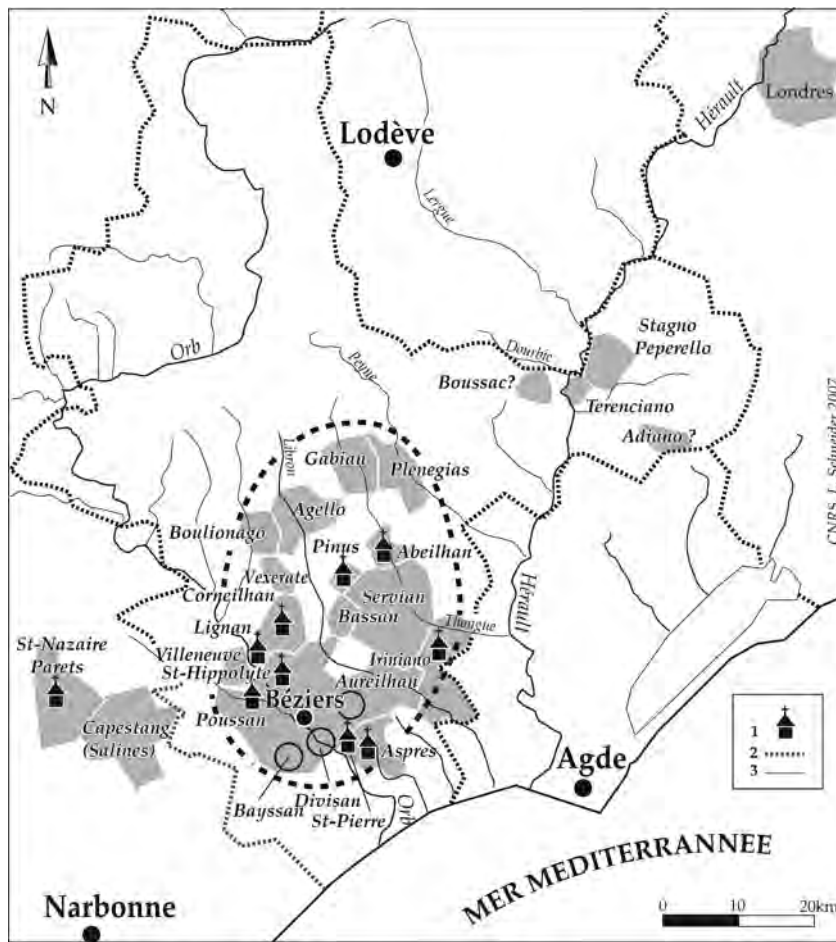 Londres
Hérault
N
Lodève
Lergue
Orb
Dourbie
Stagno
Peperello
Boussac?
Terenciano
Adiano ?
Peyne
Libron
Gabian
Plenegias
Agello
Boulionago
Pinus
Abeilhan
Vexerate
Corneilhan
Servian
Bassan
Lignan
Thongue
Hérault
St-Nazaire
Parets
Villeneuve
St-Hippolyte
Iriniano
Aureilhan
Béziers
Poussan
Capestang
(Salines)
Aspres
Agde
Divisan
Bayssan
St-Pierre
Orb
1
2
3
MER MEDITERRANNEE
Narbonne
0 10 20km
CNRS, L. Schneider 2007